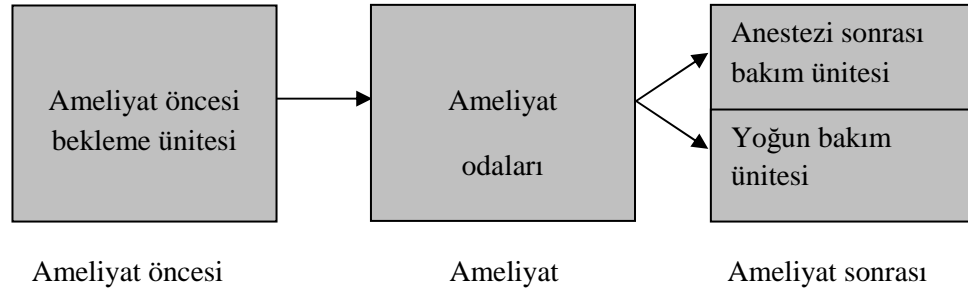 Ameliyat öncesi
bekleme ünitesi
Ameliyat
odaları
Anestezi sonrası
bakım ünitesi
Yoğun bakım
ünitesi
Ameliyat öncesi
Ameliyat
Ameliyat sonrası